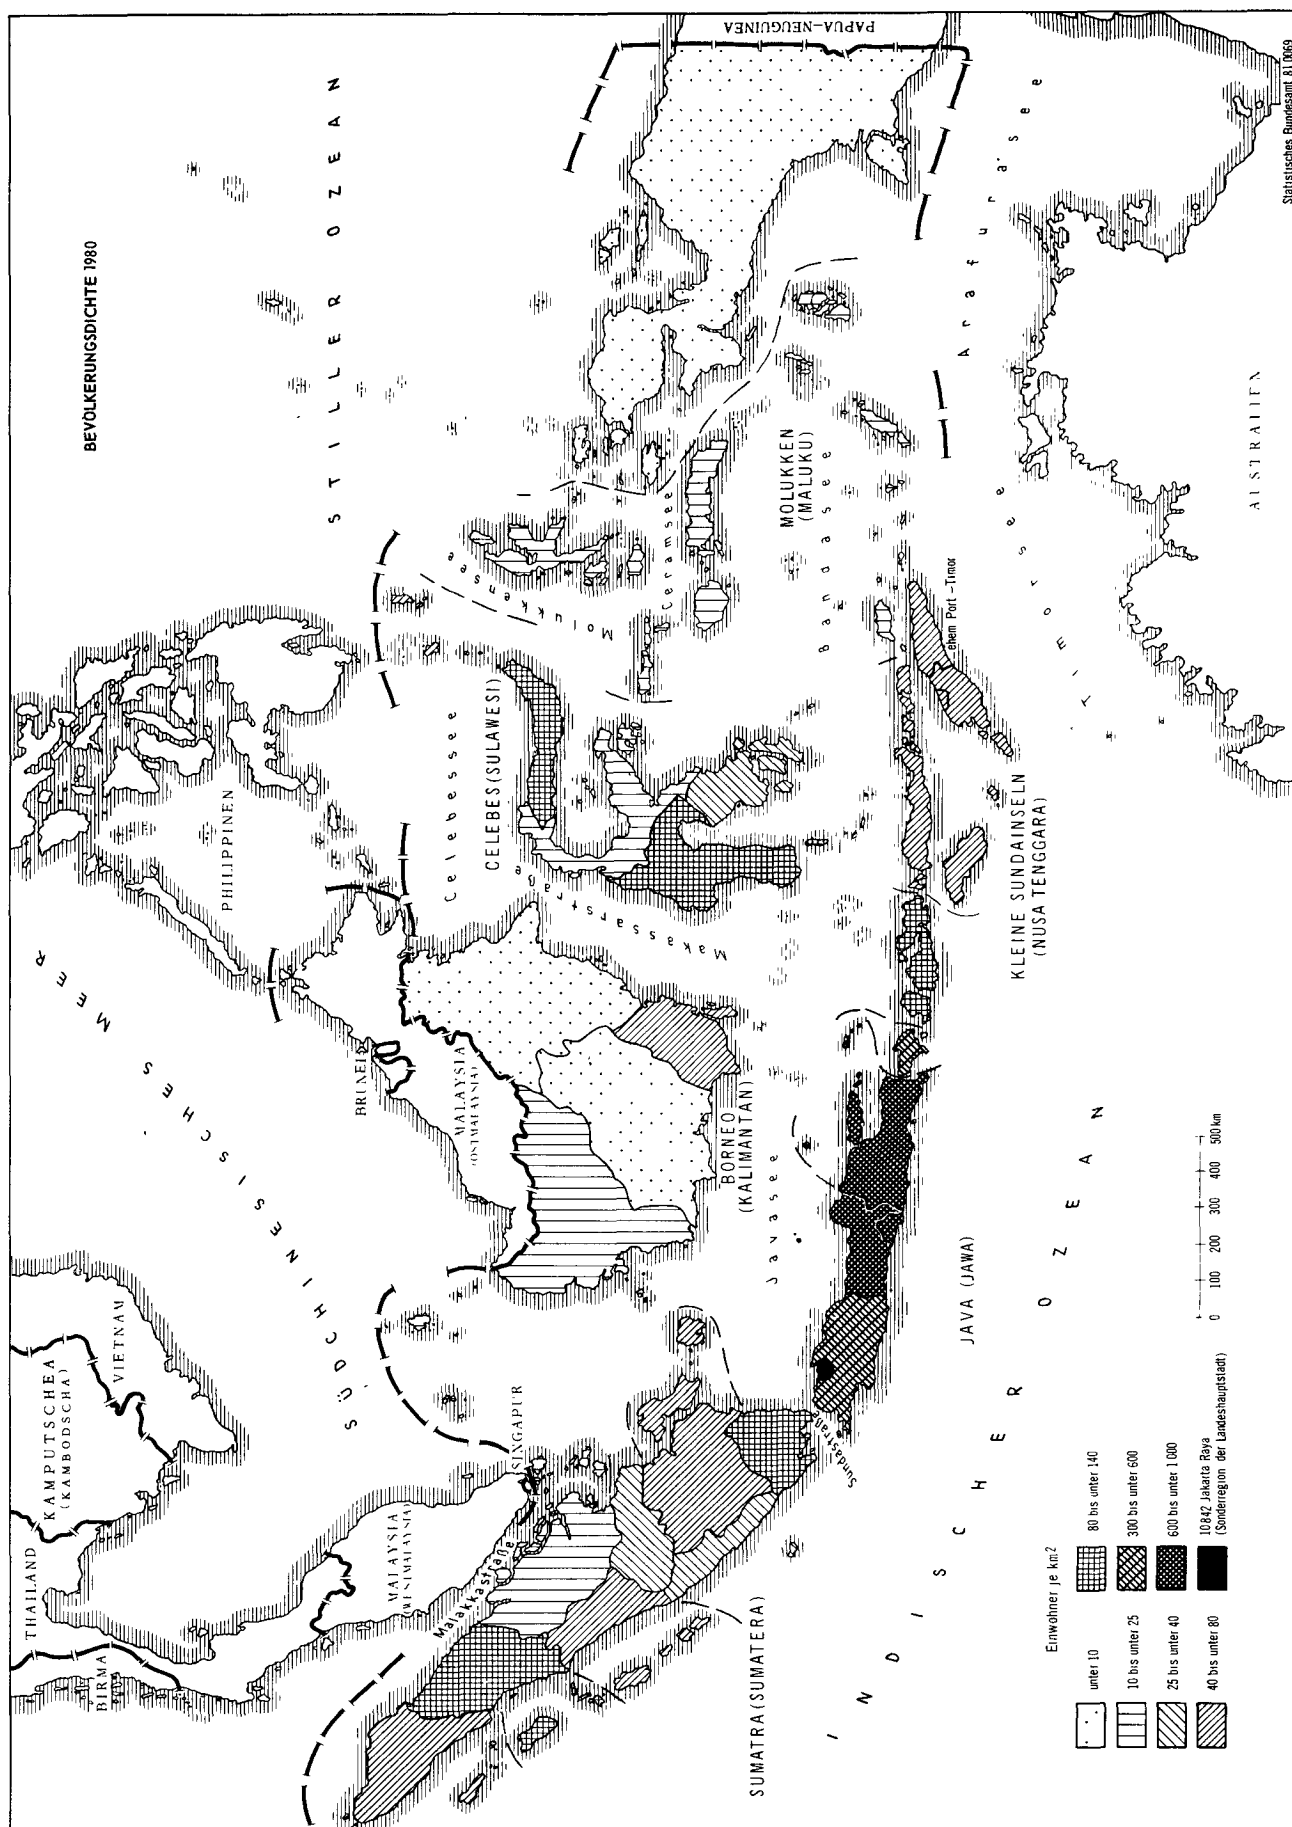 BEVÖLKERUNGSDICHTE 1980
STILLER OZEAN
SÜDCHINESISCHES MEER
THAILAND
BIRMA
KAMPUTSCHEA
(KAMBODSCHA)
VIETNAM
PHILIPPINEN
MALAYSIA
(WESTMALAYSIA)
SINGAPUR
Malakkastraße
BRUNEI
MALAYSIA
(OSTMALAYSIA)
Celebessee
CELEBES (SULAWESI)
Makassarstraße
Molukkensee
Ceramsee
PAPUA-NEUGUINEA
MOLUKKEN
(MALUKU)
Bandasee
Arafurasee
BORNEO
(KALIMANTAN)
Javasee
SUMATRA (SUMATERA)
Sundastraße
JAVA (JAWA)
KLEINE SUNDAINSELN
(NUSA TENGGARA)
ehem Port-Timor
Timorsee
AUSTRALIEN
INDISCHER OZEAN
Einwohner je km²
unter 10
10 bis unter 25
25 bis unter 40
40 bis unter 80
80 bis unter 140
300 bis unter 600
600 bis unter 1 000
10 842 Jakarta Raya
(Sonderregion der Landeshauptstadt)
0 100 200 300 400 500 km
Statistisches Bundesamt 81 0069